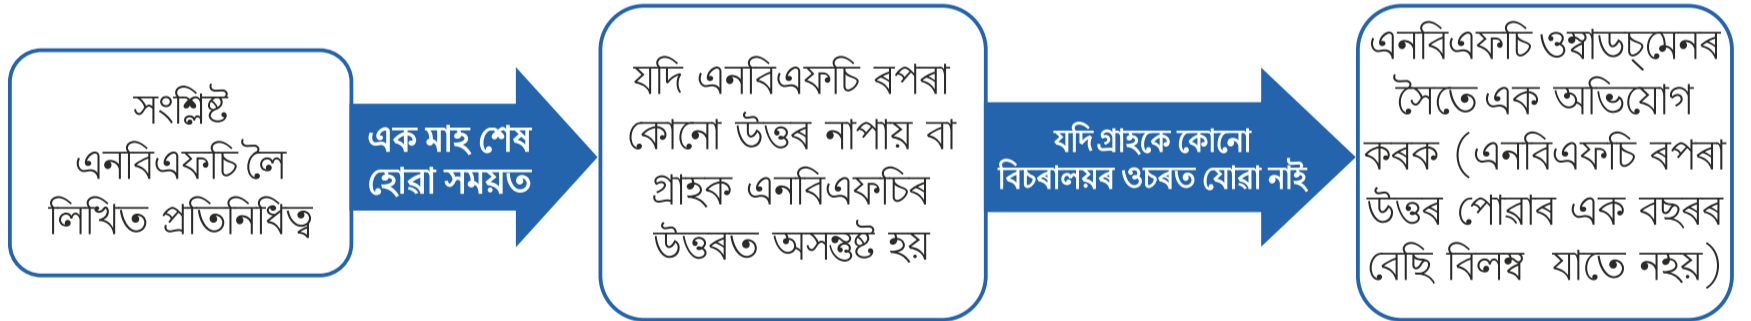 সংশ্লিষ্ট
এনবিএফচি লৈ
লিখিত প্ৰতিনিধিত্ব
এক মাহ শেষ
হোৱা সময়ত
যদি এনবিএফচি ৰপৰা
কোনো উত্তৰ নাপায় বা
গ্ৰাহক এনবিএফচিৰ
উত্তৰত অসন্তুষ্ট হয়
যদি গ্ৰাহকে কোনো
বিচৰালয়ৰ ওচৰত যোৱা নাই
এনবিএফচি ওম্বাডচ্‌মেনৰ
সৈতে এক অভিযোগ
কৰক (এনবিএফচি ৰপৰা
উত্তৰ পোৱাৰ এক বছৰৰ
বেছি বিলম্ব যাতে নহয়)